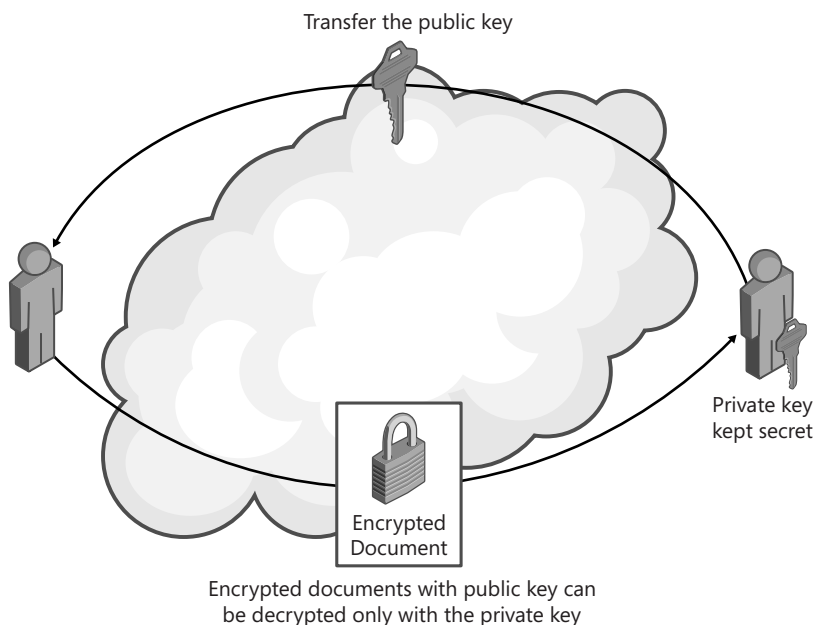 Transfer the public key
Private key
kept secret
Encrypted
Document
Encrypted documents with public key can
be decrypted only with the private key